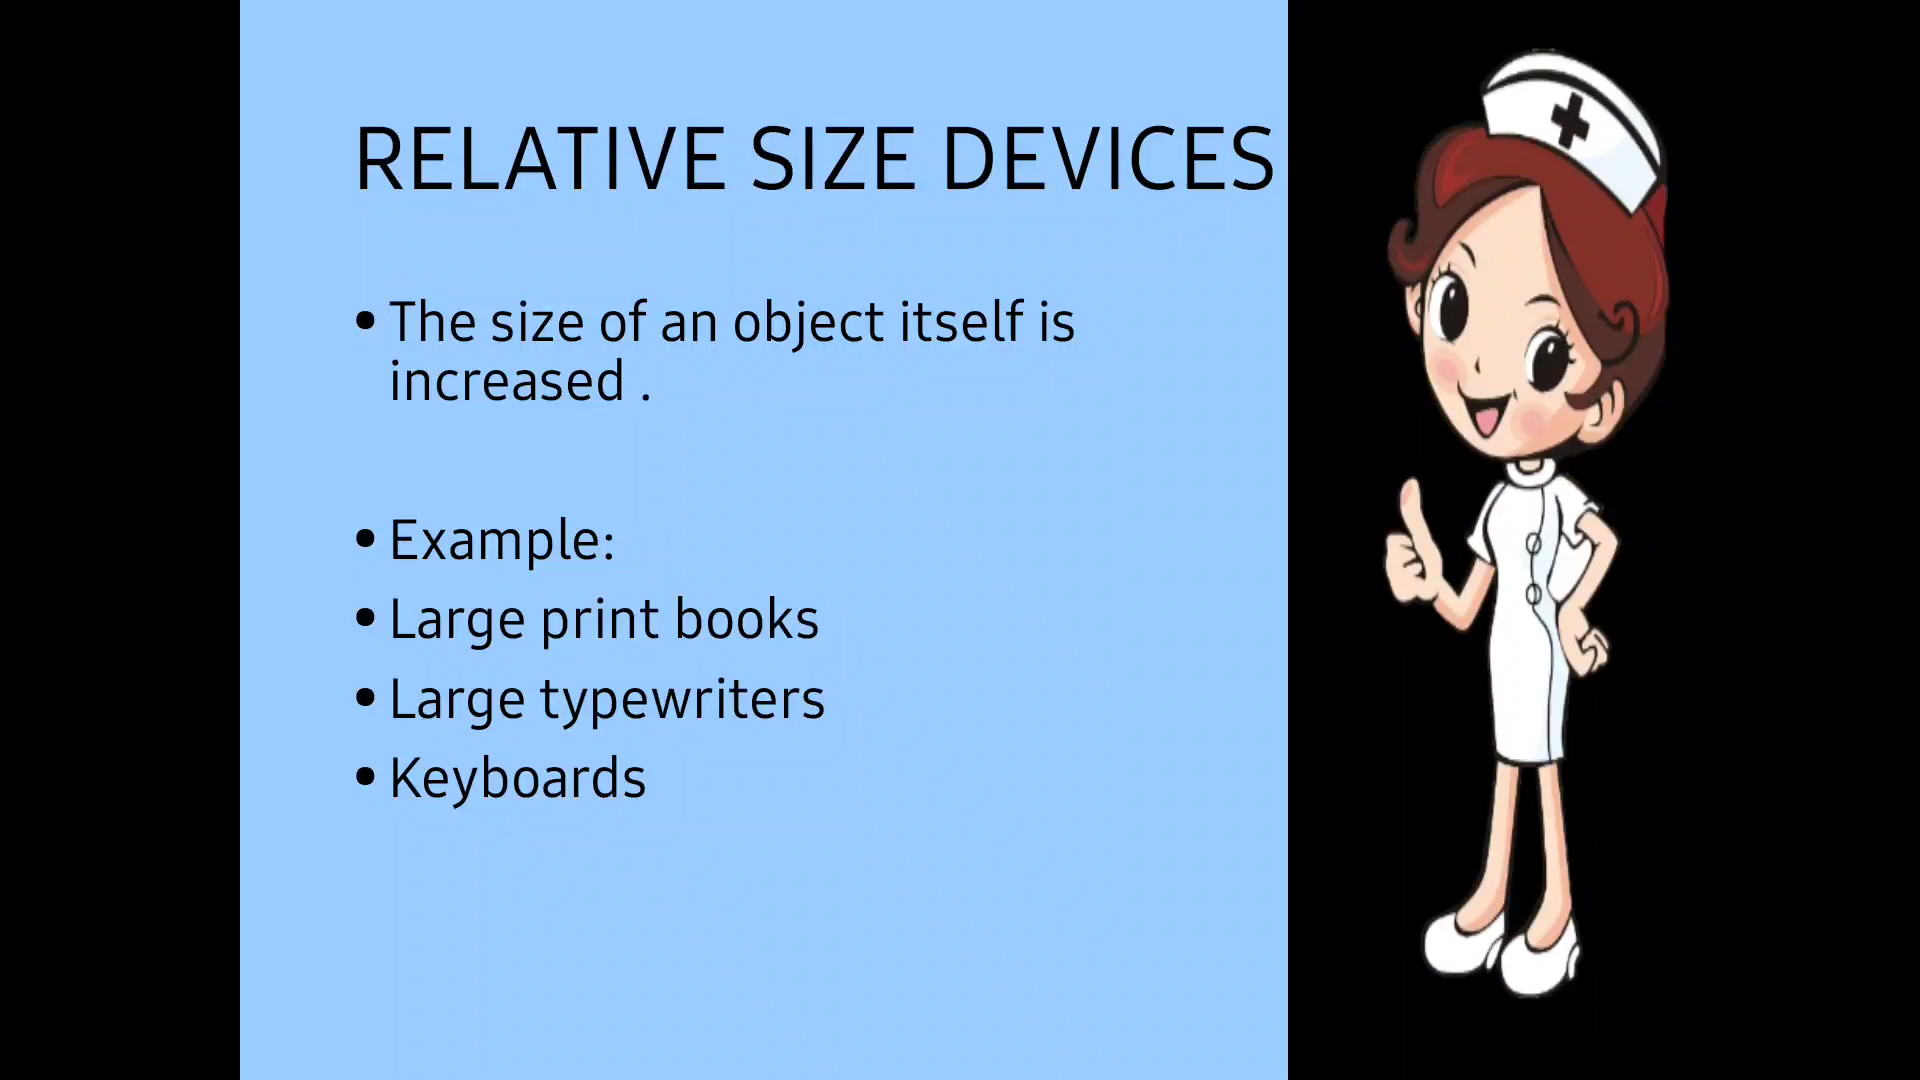 RELATIVE SIZE DEVICES
• The size of an object itself is
increased .
• Example:
• Large print books
• Large typewriters
• Keyboards